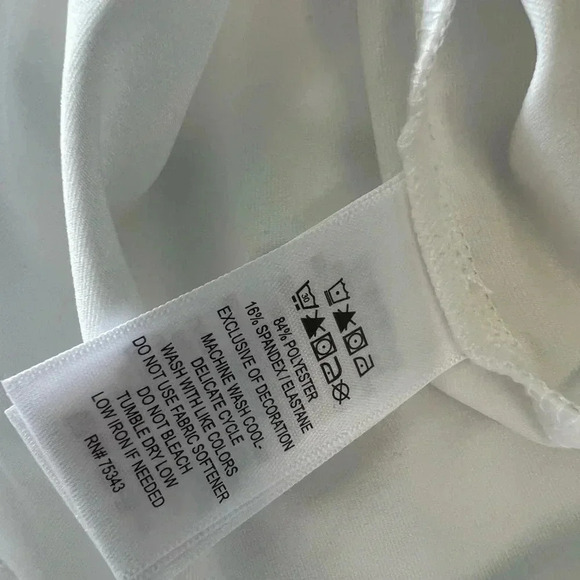 30
84% POLYESTER
16% SPANDEX / ELASTANE
EXCLUSIVE OF DECORATION
MACHINE WASH COOL-
DELICATE CYCLE
WASH WITH LIKE COLORS
DO NOT USE FABRIC SOFTENER
DO NOT BLEACH
TUMBLE DRY LOW
LOW IRON IF NEEDED
RN# 75343